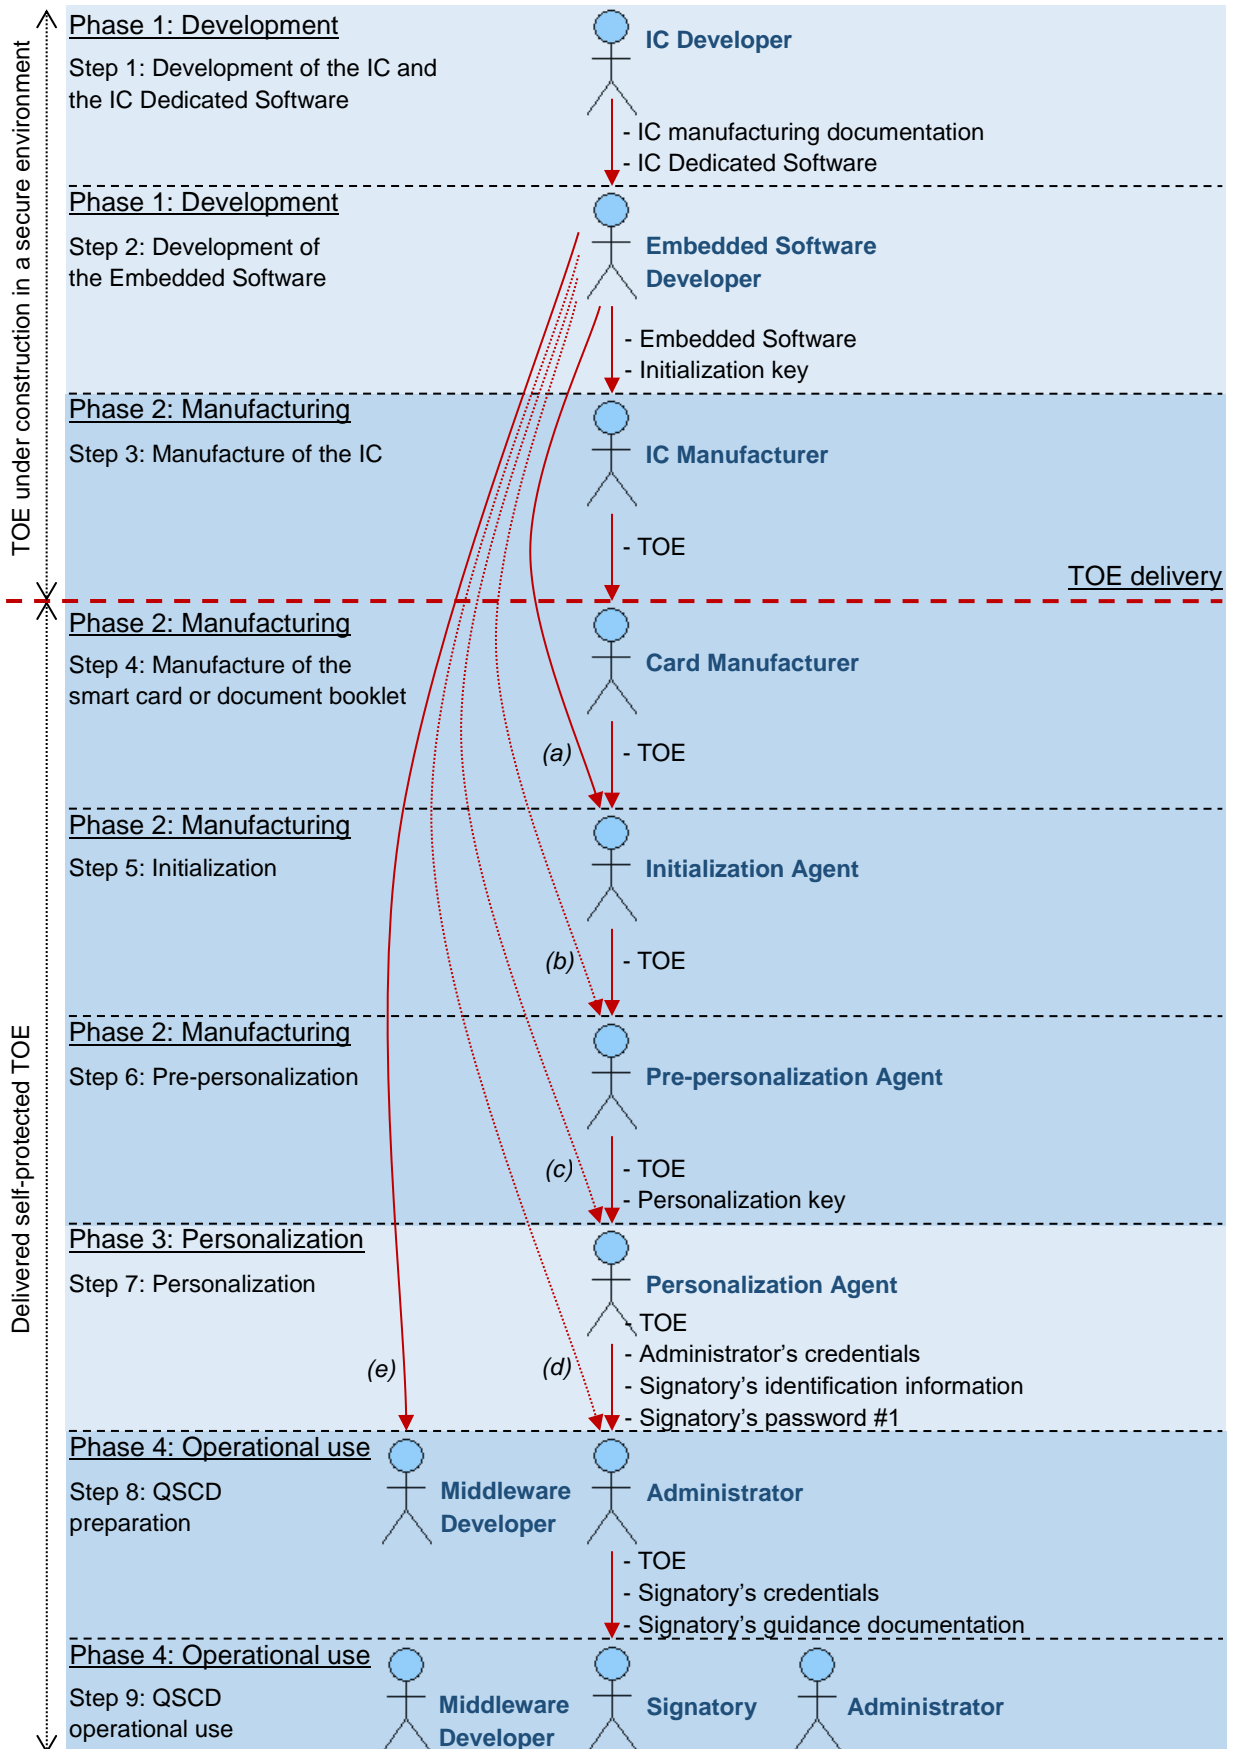 TOE under construction in a secure environment
Phase 1: Development
IC Developer
Step 1: Development of the IC and
the IC Dedicated Software
- IC manufacturing documentation
- IC Dedicated Software
Phase 1: Development
Step 2: Development of
the Embedded Software
Embedded Software
Developer
- Embedded Software
- Initialization key
Phase 2: Manufacturing
Step 3: Manufacture of the IC
IC Manufacturer
- TOE
TOE delivery
Delivered self-protected TOE
Phase 2: Manufacturing
Step 4: Manufacture of the
smart card or document booklet
Card Manufacturer
(a)
- TOE
Phase 2: Manufacturing
Step 5: Initialization
Initialization Agent
(b)
- TOE
Phase 2: Manufacturing
Step 6: Pre-personalization
Pre-personalization Agent
(c)
- TOE
- Personalization key
Phase 3: Personalization
Step 7: Personalization
Personalization Agent
- TOE
- Administrator's credentials
(e)
(d)
- Signatory's identification information
- Signatory's password #1
Phase 4: Operational use
Step 8: QSCD
preparation
Middleware
Developer
Administrator
- TOE
- Signatory's credentials
- Signatory's guidance documentation
Phase 4: Operational use
Step 9: QSCD
operational use
Middleware
Developer
Signatory
Administrator